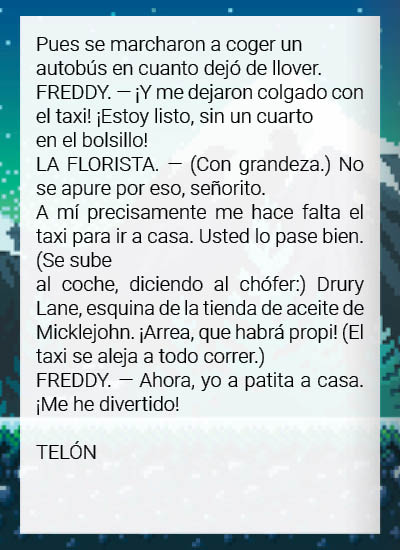 Pues se marcharon a coger un
autobús en cuanto dejó de llover.
FREDDY. — ¡Y me dejaron colgado con
el taxi! ¡Estoy listo, sin un cuarto
en el bolsillo!
LA FLORISTA. — (Con grandeza.) No
se apure por eso, señorito.
A mí precisamente me hace falta el
taxi para ir a casa. Usted lo pase bien.
(Se sube
al coche, diciendo al chófer:) Drury
Lane, esquina de la tienda de aceite de
Micklejohn. ¡Arrea, que habrá propi! (El
taxi se aleja a todo correr.)
FREDDY. — Ahora, yo a patita a casa.
¡Me he divertido!
TELÓN